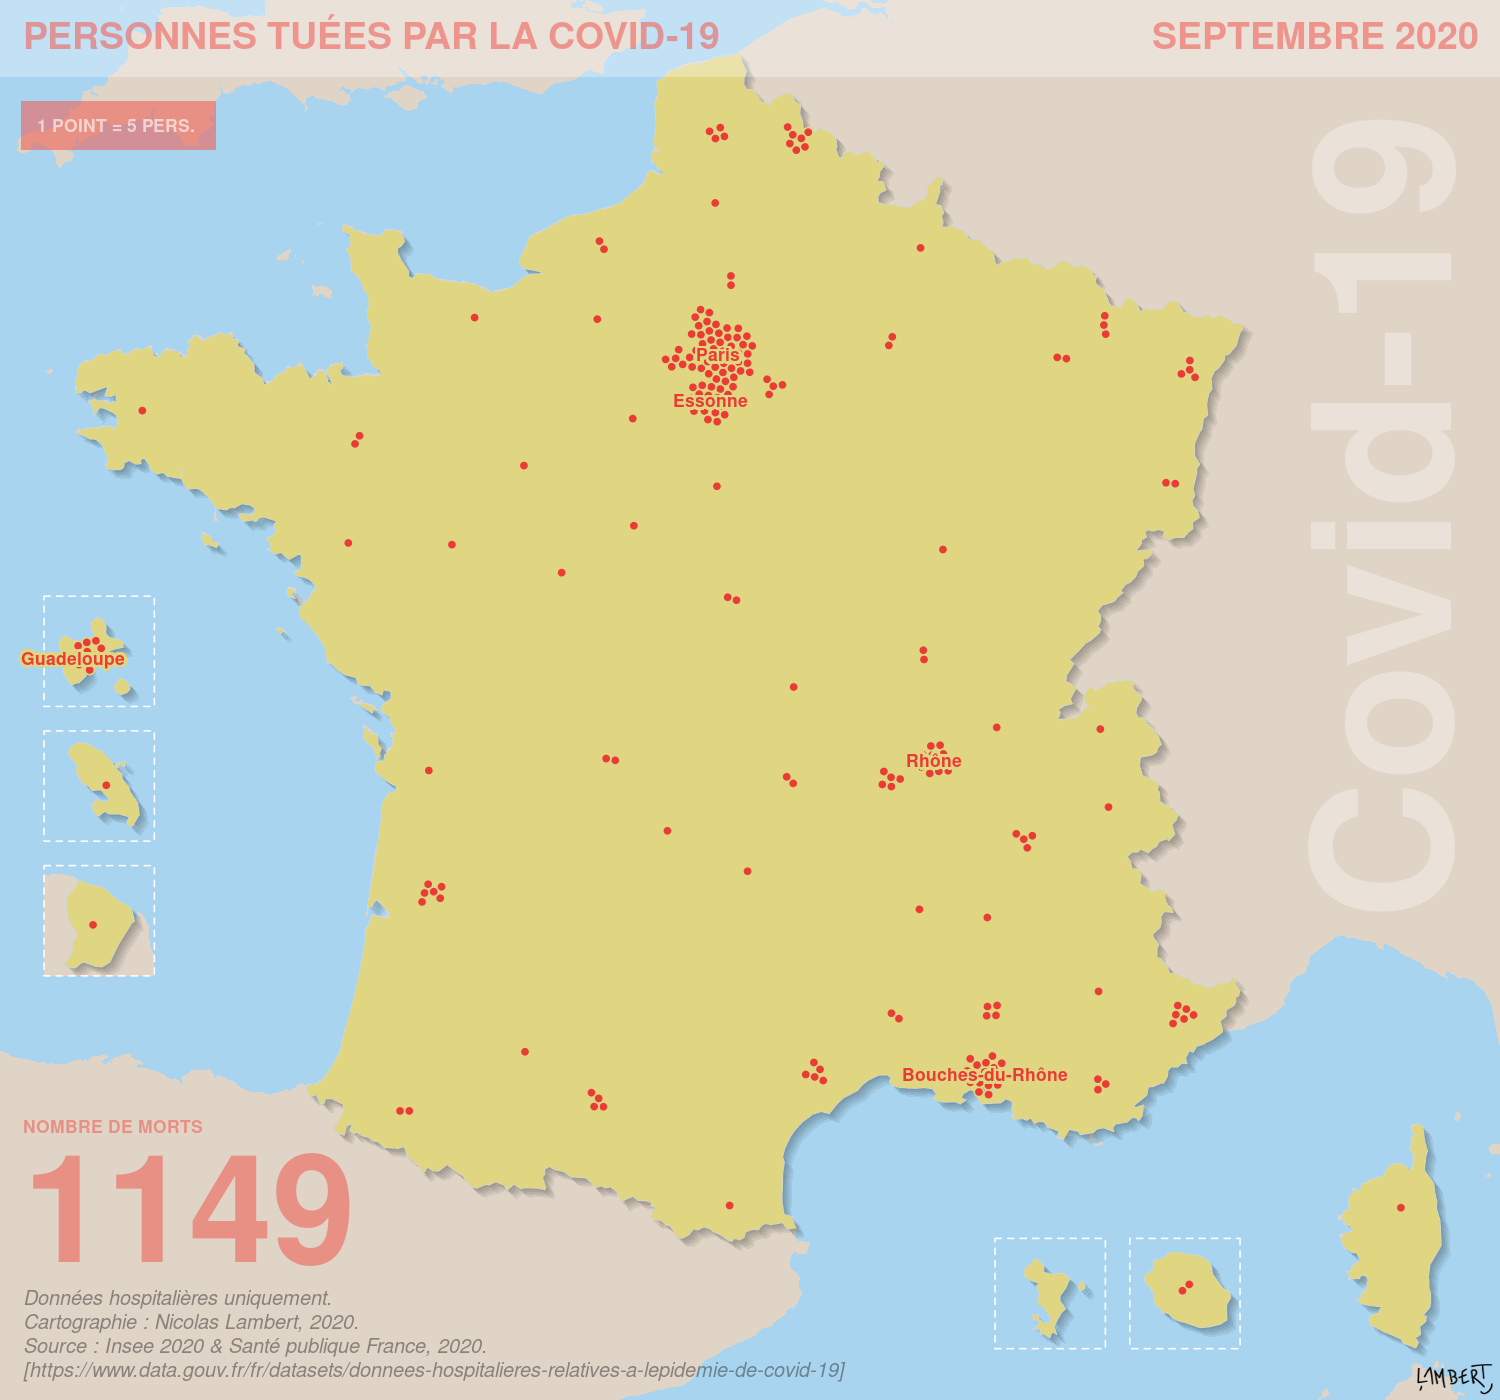 PERSONNES TUÉES PAR LA COVID-19
SEPTEMBRE 2020
1 POINT = 5 PERS.
Covid-19
Paris
Essonne
Guadeloupe
Rhône
Bouches-du-Rhône
NOMBRE DE MORTS
1149
Données hospitalières uniquement.
Cartographie : Nicolas Lambert, 2020.
Source : Insee 2020 & Santé publique France, 2020.
[https://www.data.gouv.fr/fr/datasets/donnees-hospitalieres-relatives-a-lepidemie-de-covid-19]
LAMBERT